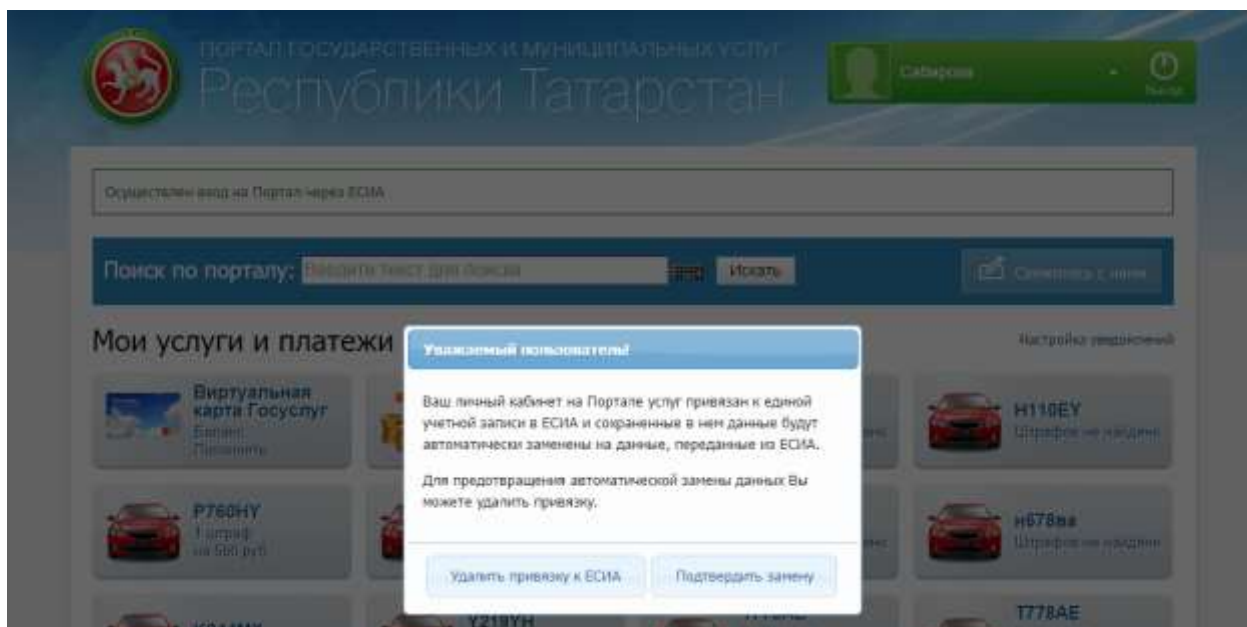 ПОРТАЛ ГОСУДАРСТВЕННЫХ И МУНИЦИПАЛЬНЫХ УСЛУГ
Республики Татарстан
Сабирова
Выход
Осуществлен вход на Портал через ЕСИА
Поиск по порталу: Введите текст для поиска Искать Свяжитесь с нами
Мои услуги и платежи
Настройка уведомлений
Виртуальная
карта Госуслуг
Баланс
Пополнить
H110EY
Штрафов не найдено
P760HY
1 штраф
на 500 руб
н678ва
Штрафов не найдено
Y219YH
T778AE
Уважаемый пользователь!
Ваш личный кабинет на Портале услуг привязан к единой
учетной записи в ЕСИА и сохраненные в нем данные будут
автоматически заменены на данные, переданные из ЕСИА.
Для предотвращения автоматической замены данных Вы
можете удалить привязку.
Удалить привязку к ЕСИА Подтвердить замену